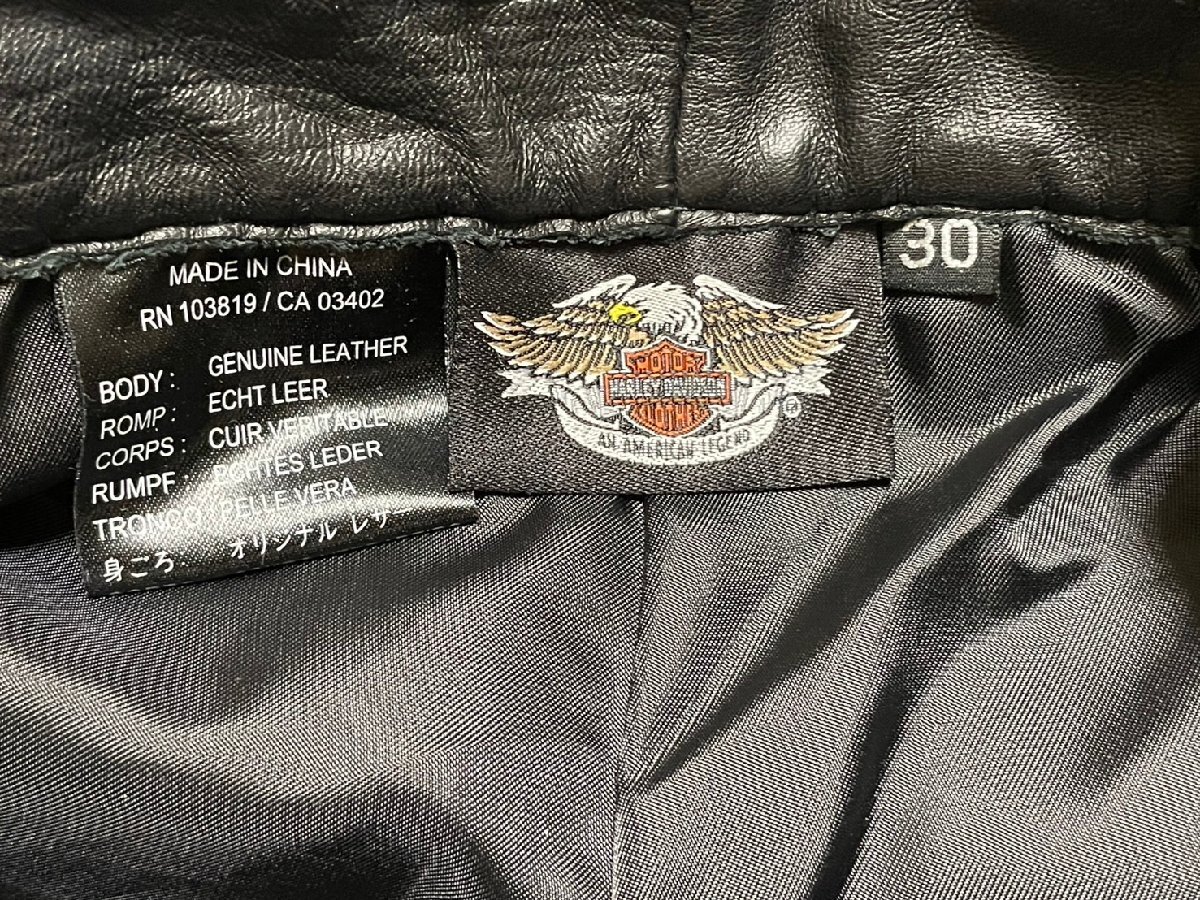 MADE IN CHINA
RN 103819 / CA 03402
BODY : GENUINE LEATHER
ROMP : ECHT LEER
CORPS : CUIR VERITABLE
RUMPF : ECHTES LEDER
TRONCO PELLE VERA
身ごろ オリジナル レザー
MOTOR
HARLEY-DAVIDSON
CLOTHES
AN AMERICAN LEGEND
®
30